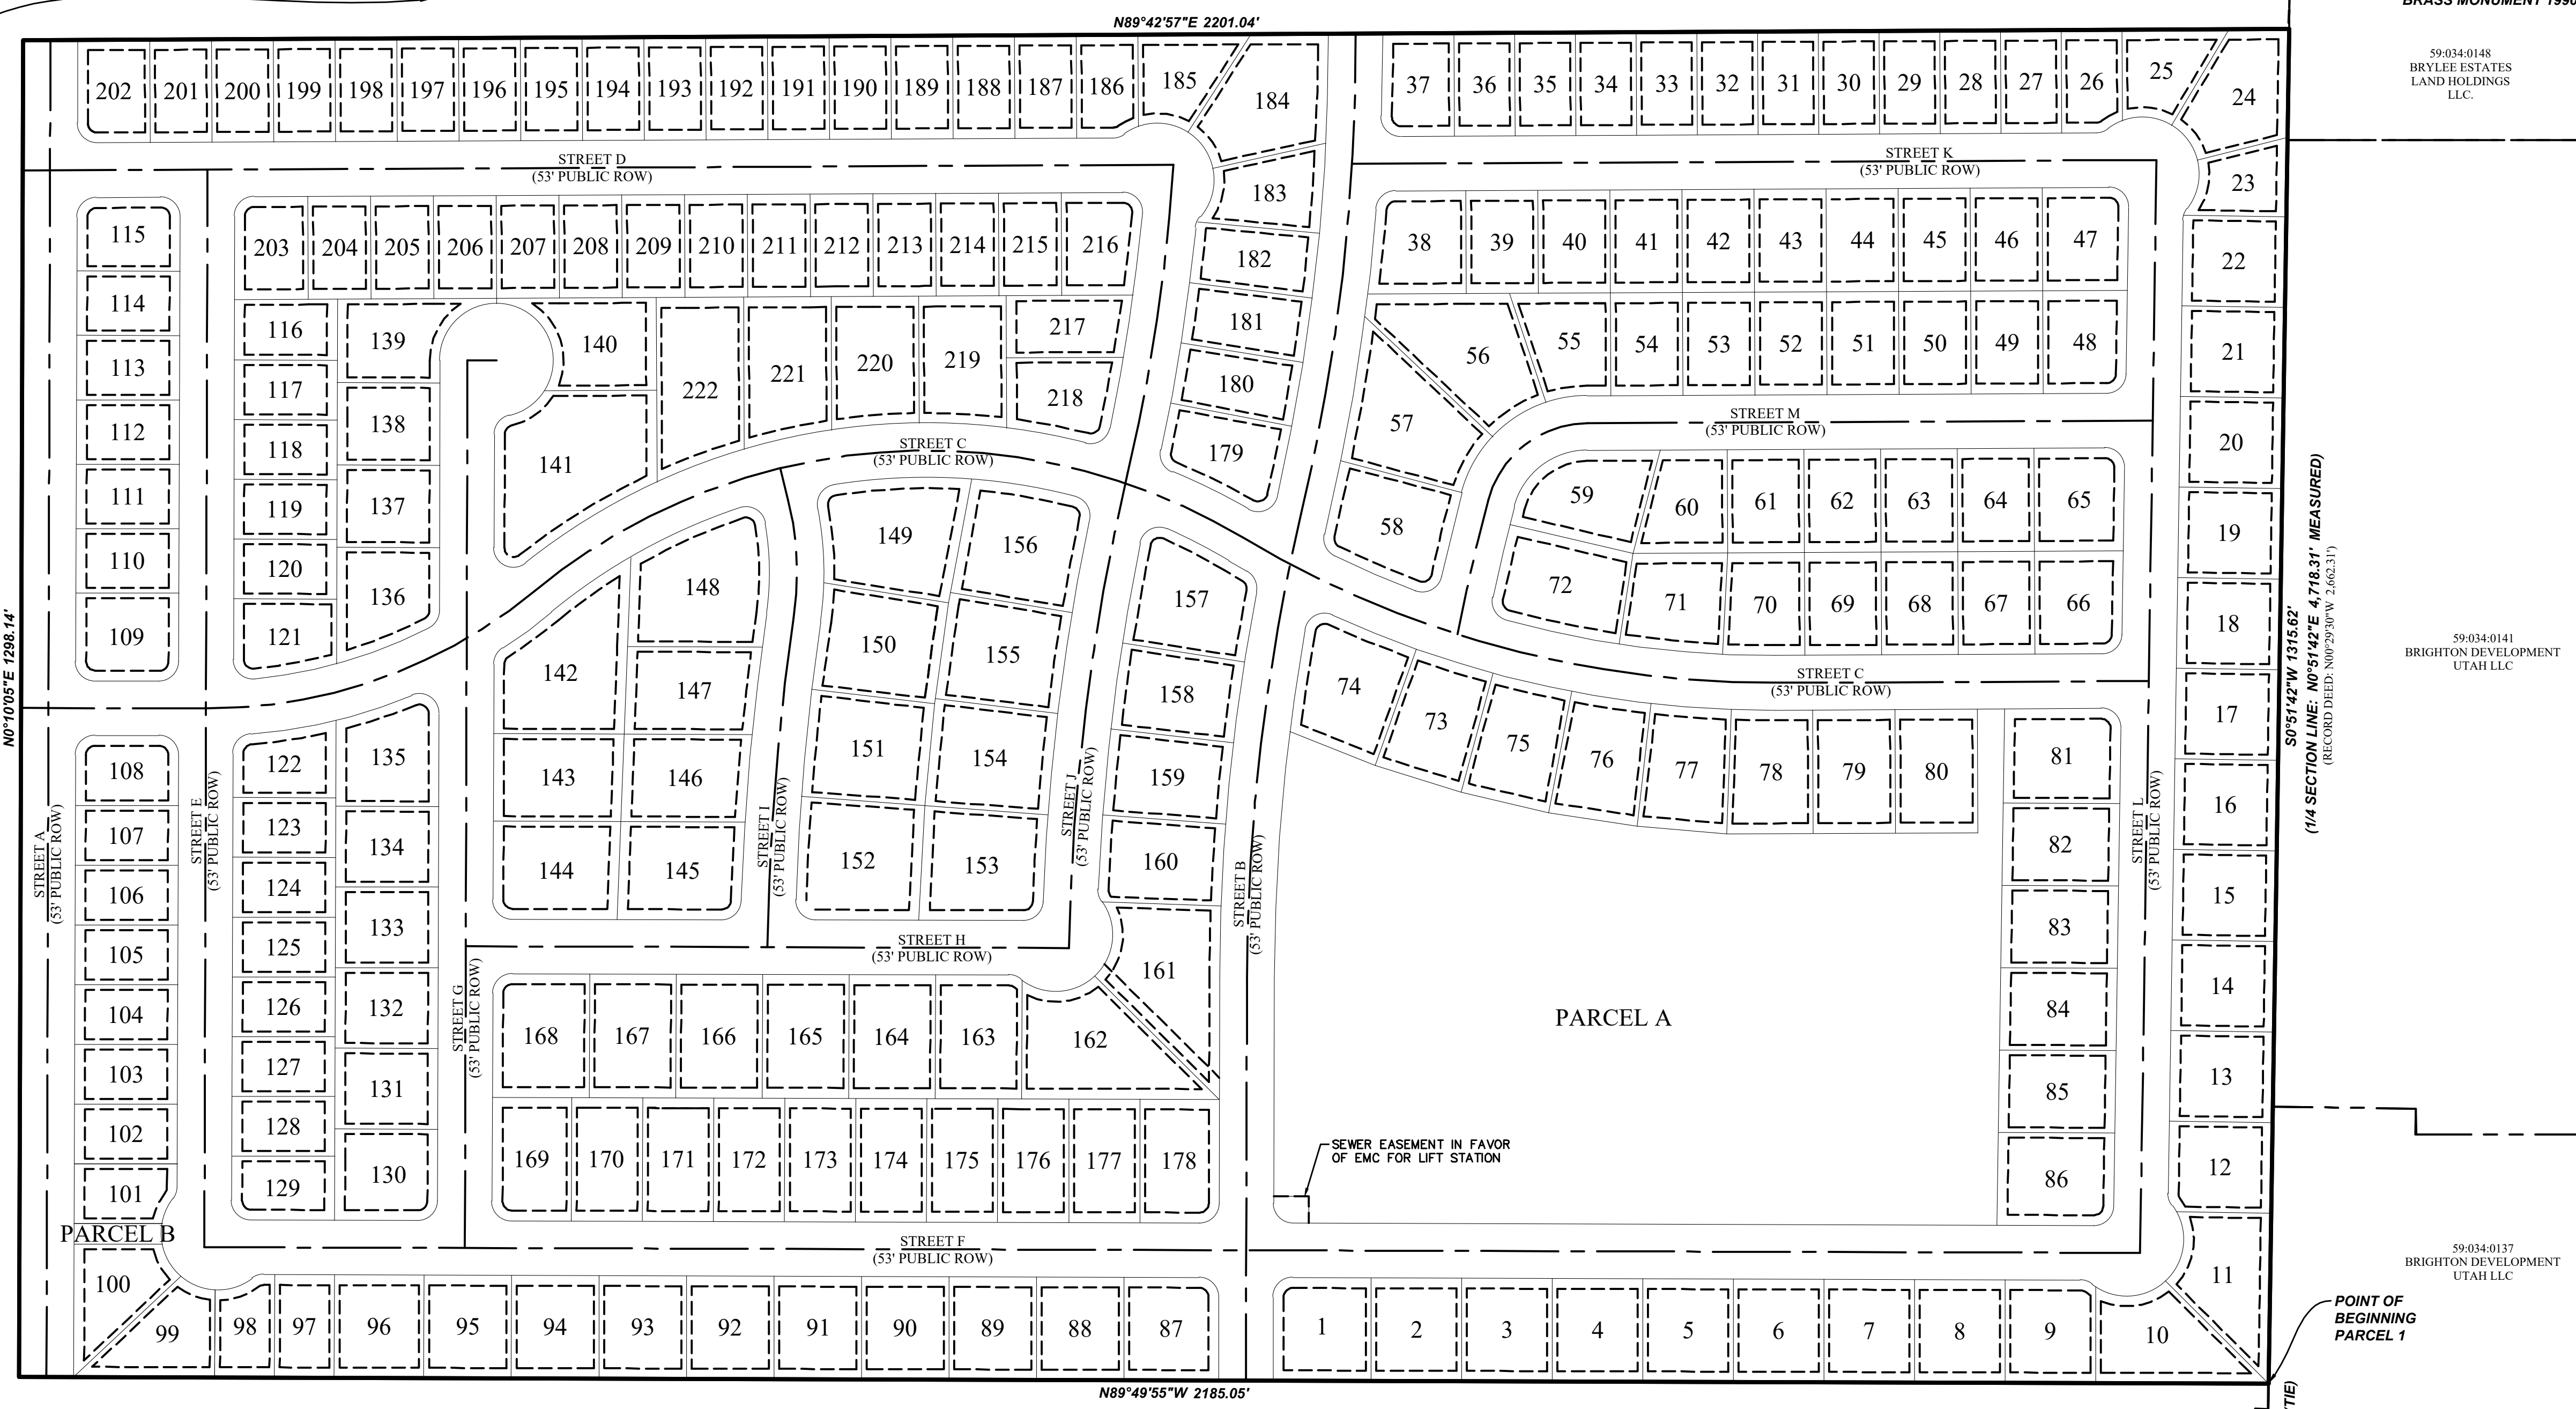 BRASS MONUMENT 1990
N89°42'57"E 2201.04'
59:034:0148
BRYLEE ESTATES
LAND HOLDINGS
LLC.
202 201 200 199 198 197 196 195 194 193 192 191 190 189 188 187 186 185 184
37 36 35 34 33 32 31 30 29 28 27 26 25 24
STREET D
(53' PUBLIC ROW)
STREET K
(53' PUBLIC ROW)
183 23
115 203 204 205 206 207 208 209 210 211 212 213 214 215 216
182 38 39 40 41 42 43 44 45 46 47 22
114 116 139 140 222 221 220 219 217 181
56 55 54 53 52 51 50 49 48 21
113 117 138 218 180 57
STREET M
(53' PUBLIC ROW)
112 118 141 179 20
STREET C
(53' PUBLIC ROW)
111 119 137 149 156 58 59 60 61 62 63 64 65 19
110 120 136 148 157 72 71 70 69 68 67 66 18
109 121 142 147 150 155 158 74 73 75 76 77 78 79 80 81 17
STREET C
(53' PUBLIC ROW)
N0°10'05"E 1298.14'
S0°51'42"W 1315.62'
(1/4 SECTION LINE: N0°51'42"E 4,718.31' MEASURED)
(RECORD DEED: N00°29'30"W 2,662.31')
59:034:0141
BRIGHTON DEVELOPMENT
UTAH LLC
108 122 135 143 146 151 154 159 16
107 123 134 144 145 152 153 160 82
STREET A
(53' PUBLIC ROW)
STREET E
(53' PUBLIC ROW)
STREET I
(53' PUBLIC ROW)
STREET J
(53' PUBLIC ROW)
STREET B
(53' PUBLIC ROW)
STREET L
(53' PUBLIC ROW)
106 124 133 83 15
STREET H
(53' PUBLIC ROW)
105 125 161 14
STREET G
(53' PUBLIC ROW)
104 126 132 168 167 166 165 164 163 162 84
PARCEL A
103 127 131 85 13
102 128 130 169 170 171 172 173 174 175 176 177 178 86 12
SEWER EASEMENT IN FAVOR
OF EMC FOR LIFT STATION
101 129
PARCEL B
STREET F
(53' PUBLIC ROW)
59:034:0137
BRIGHTON DEVELOPMENT
UTAH LLC
100 11
99 98 97 96 95 94 93 92 91 90 89 88 87 1 2 3 4 5 6 7 8 9 10
POINT OF
BEGINNING
PARCEL 1
N89°49'55"W 2185.05'
TIE)